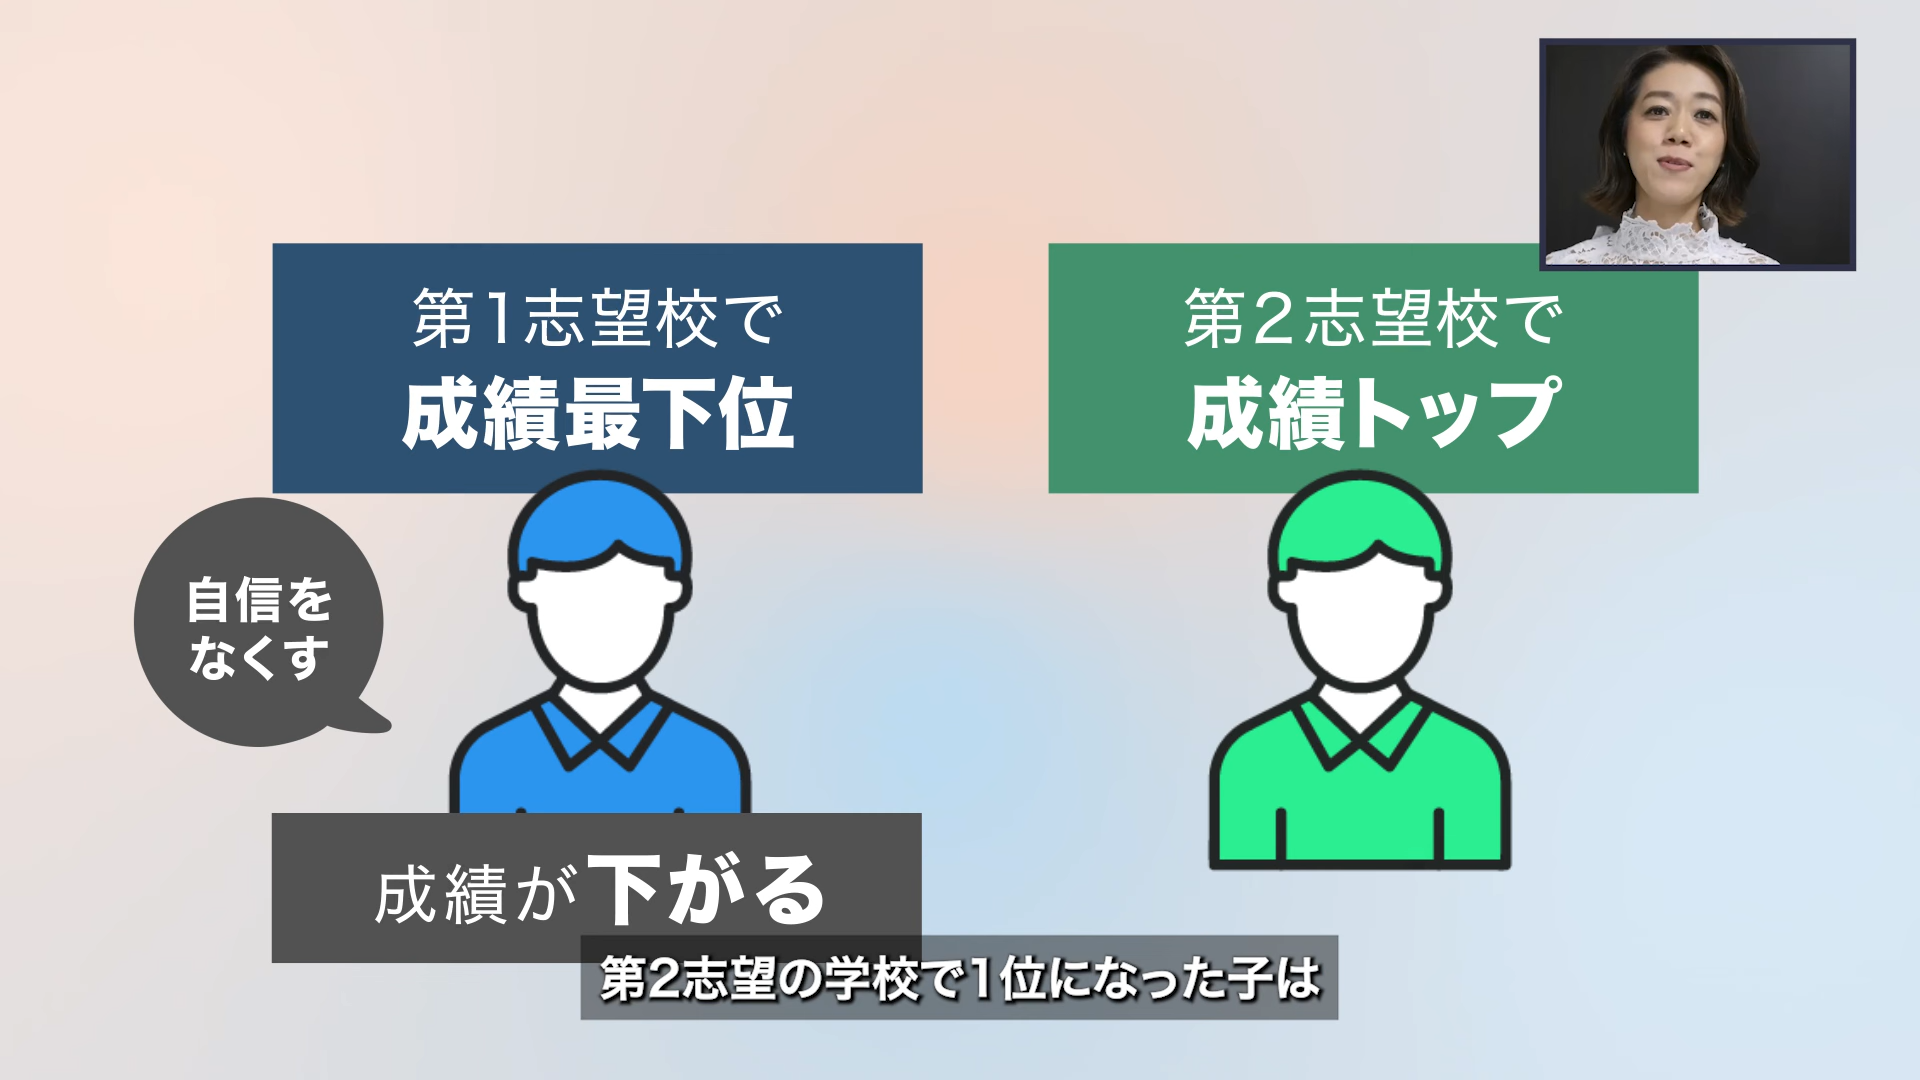 第1志望校で
成績最下位
第2志望校で
成績トップ
自信を
なくす
成績が下がる
第2志望の学校で1位になった子は